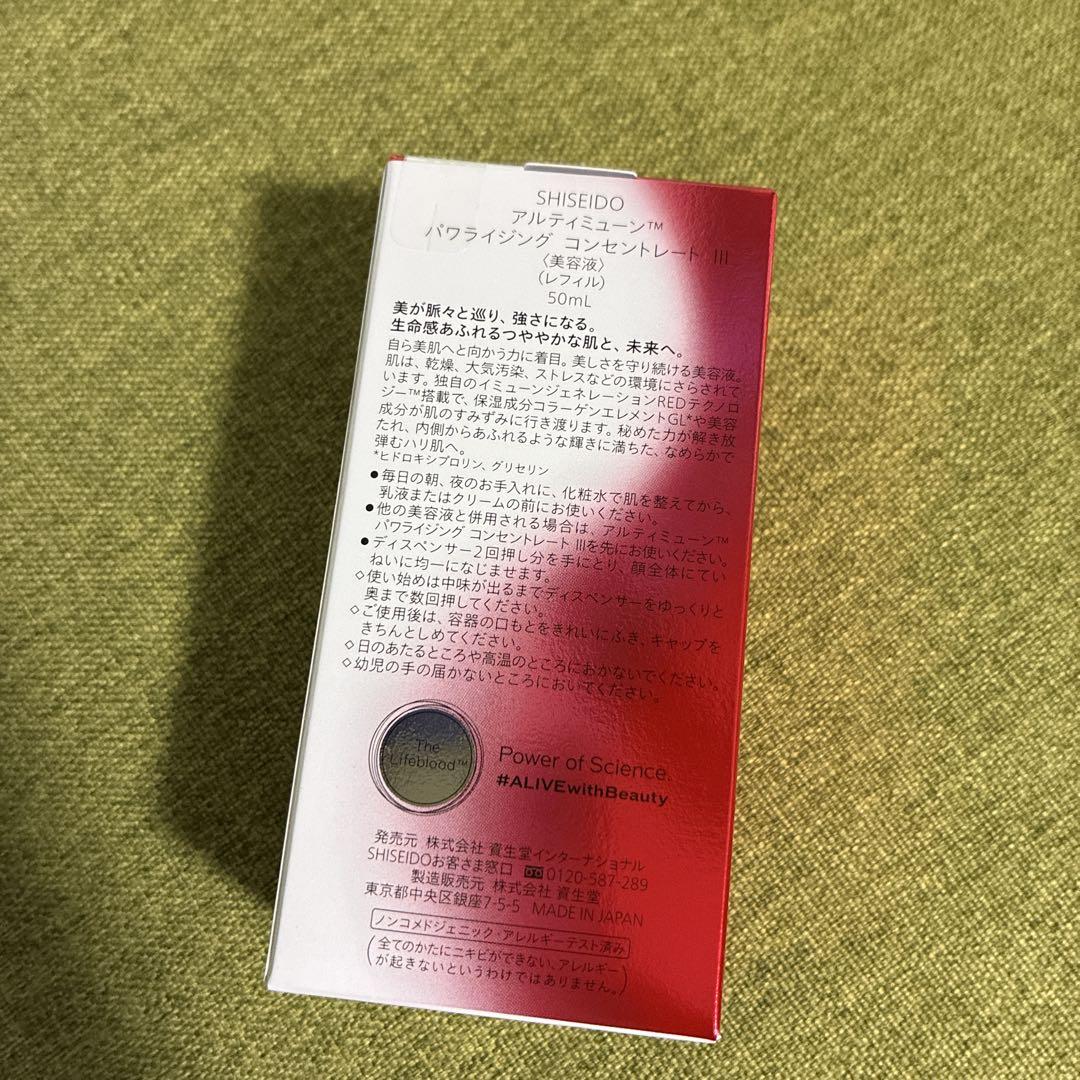 SHISEIDO
アルティミューン™
パワライジング コンセントレート III
〈美容液〉
(レフィル)
50mL
美が脈々と巡り、強さになる。
生命感あふれるつややかな肌と、未来へ。
自ら美肌へと向かう力に着目。美しさを守り続ける美容液。
肌は、乾燥、大気汚染、ストレスなどの環境にさらされて
います。独自のイミューンジェネレーションREDテクノロ
ジー™搭載で、保湿成分コラーゲンエレメントGL*や美容
成分が肌のすみずみに行き渡ります。秘めた力が解き放
たれ、内側からあふれるような輝きに満ちた、なめらかで
弾むハリ肌へ。
*ヒドロキシプロリン、グリセリン
●毎日の朝、夜のお手入れに、化粧水で肌を整えてから、
乳液またはクリームの前にお使いください。
●他の美容液と併用される場合は、アルティミューン™
パワライジング コンセントレート IIIを先にお使いください。
●ディスペンサー2回押し分を手にとり、顔全体にてい
ねいに均一になじませます。
◇使い始めは中味が出るまでディスペンサーをゆっくりと
奥まで数回押してください。
◇ご使用後は、容器の口もとをきれいにふき、キャップを
きちんとしめてください。
◇日のあたるところや高温のところにおかないでください。
◇幼児の手の届かないところにおいてください。
The
Lifeblood™
Power of Science.
#ALIVEwithBeauty
発売元 株式会社 資生堂インターナショナル
SHISEIDOお客さま窓口 0120-587-289
製造販売元 株式会社 資生堂
東京都中央区銀座7-5-5 MADE IN JAPAN
ノンコメドジェニック・アレルギーテスト済み
(全てのかたにニキビができない、アレルギー
が起きないというわけではありません。)